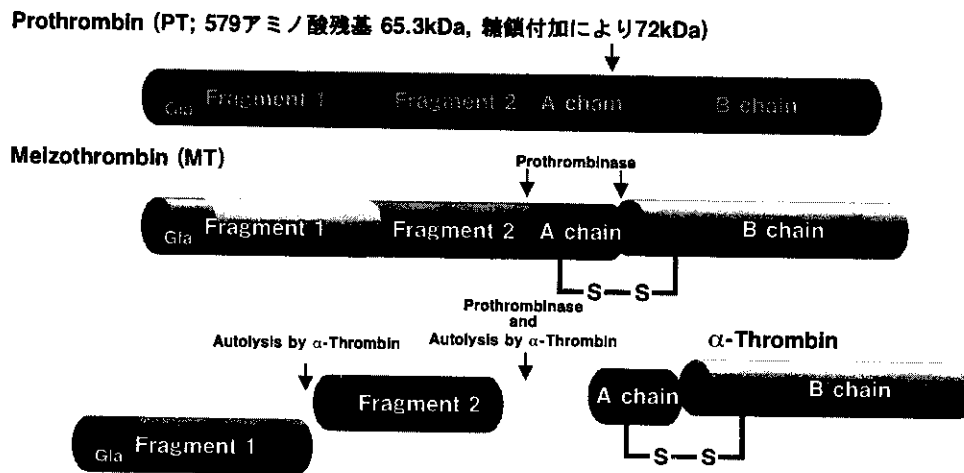 Prothrombin (PT; 579アミノ酸残基 65.3kDa, 糖鎖付加により72kDa)
Gla Fragment 1 Fragment 2 A chain B chain
Meizothrombin (MT)
Prothrombinase
Gla Fragment 1 Fragment 2 A chain B chain
S S
Prothrombinase
and
Autolysis by α-Thrombin Autolysis by α-Thrombin
α-Thrombin
Fragment 2 A chain B chain
Gla Fragment 1
S S